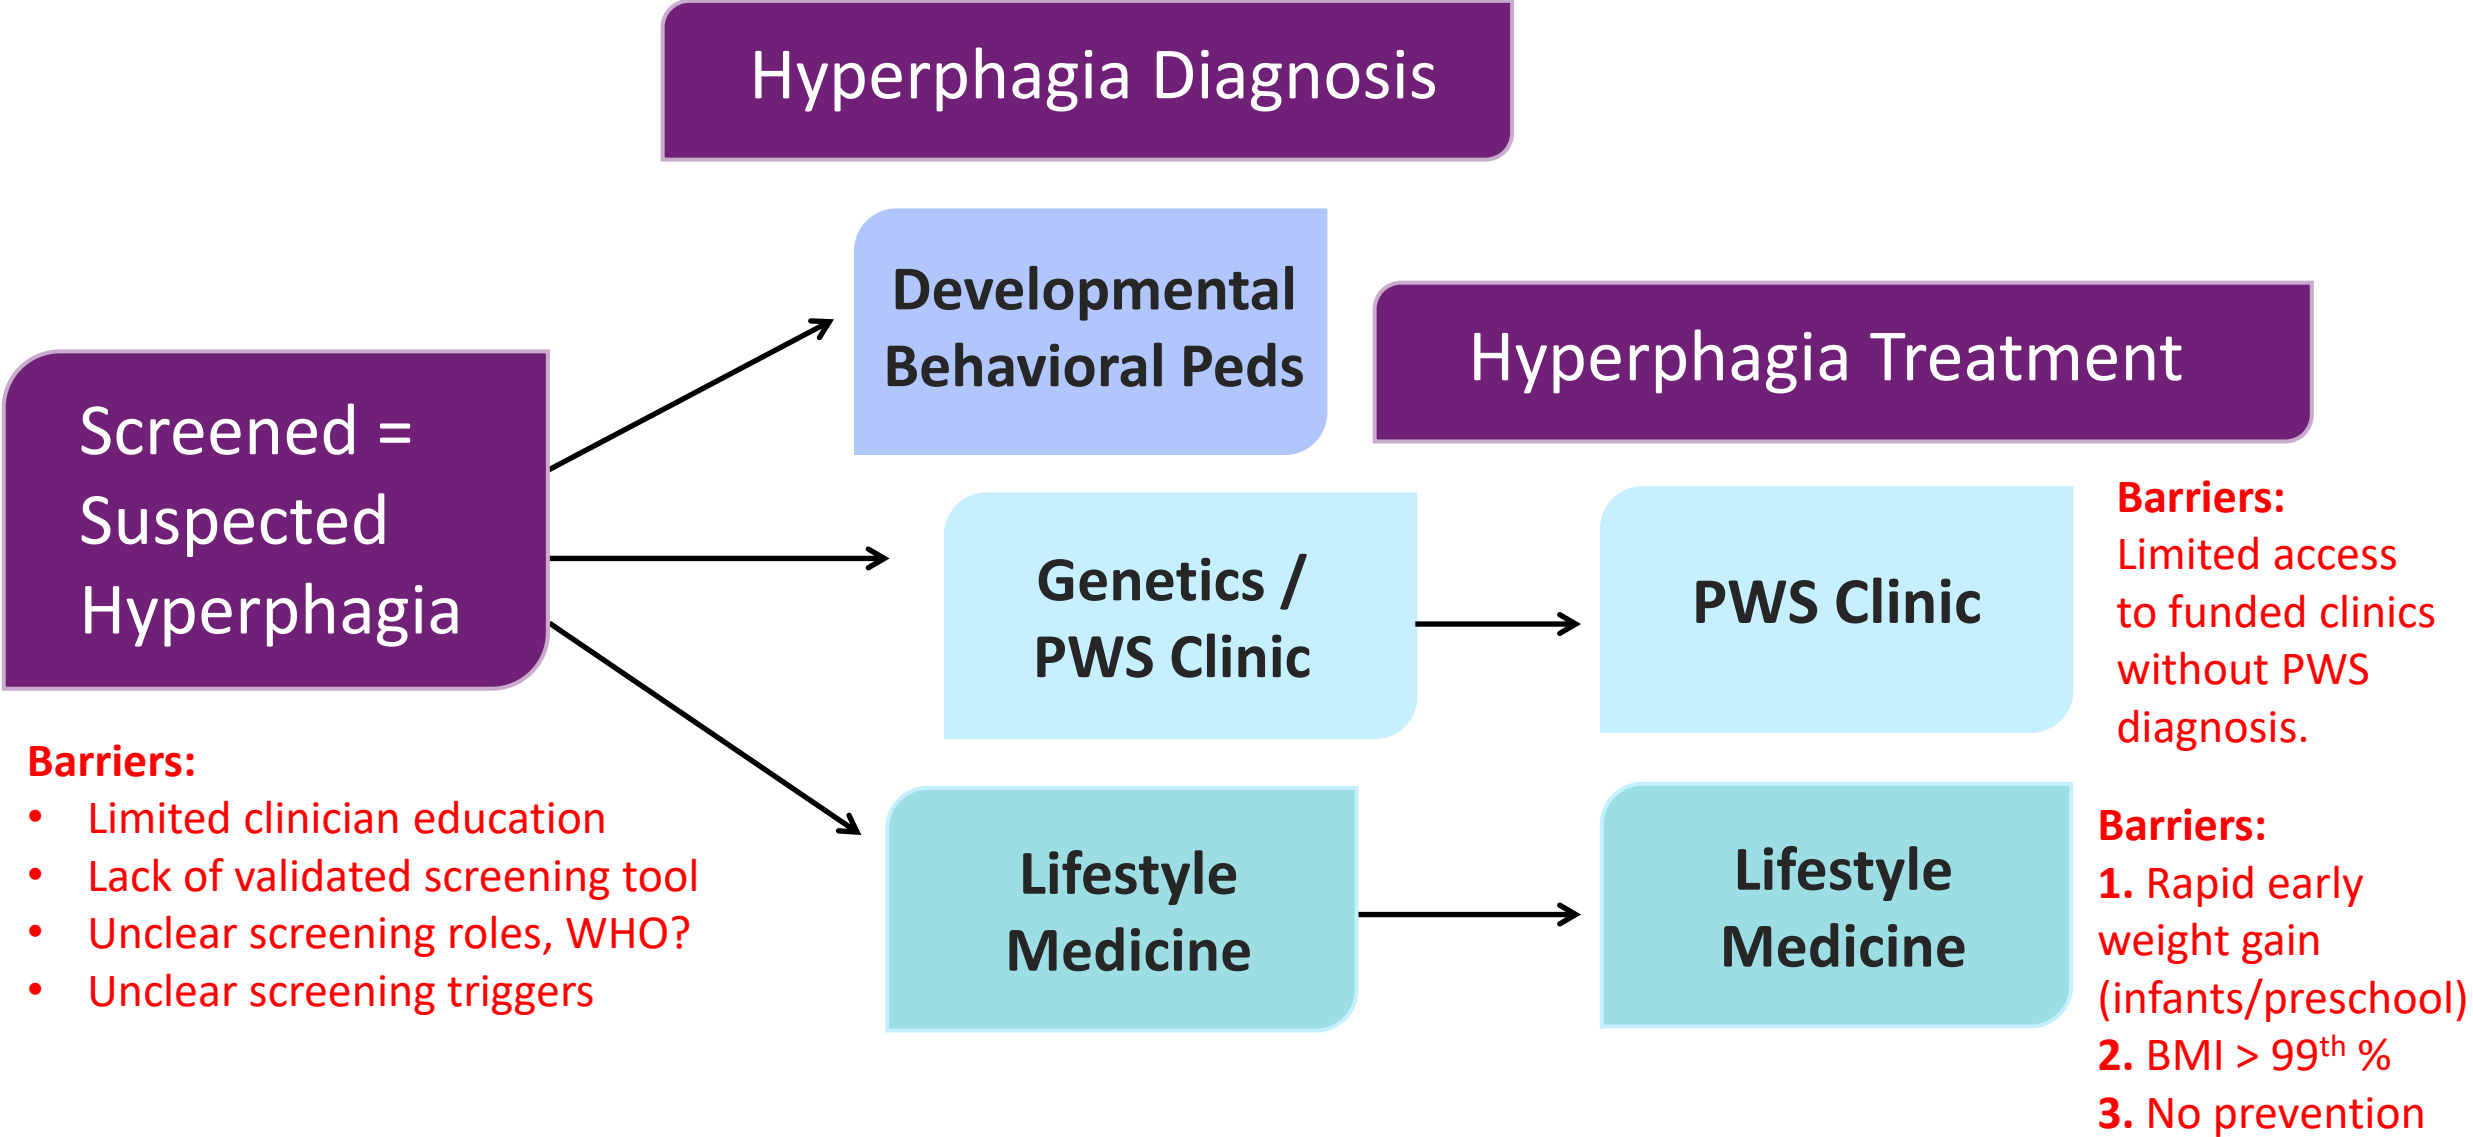 Hyperphagia Diagnosis
Developmental
Behavioral Peds
Hyperphagia Treatment
Screened =
Suspected
Hyperphagia
Genetics /
PWS Clinic
PWS Clinic
Barriers:
Limited access
to funded clinics
without PWS
diagnosis.
Barriers:
• Limited clinician education
• Lack of validated screening tool
• Unclear screening roles, WHO?
• Unclear screening triggers
Lifestyle
Medicine
Lifestyle
Medicine
Barriers:
1. Rapid early
weight gain
(infants/preschool)
2. BMI > 99th %
3. No prevention